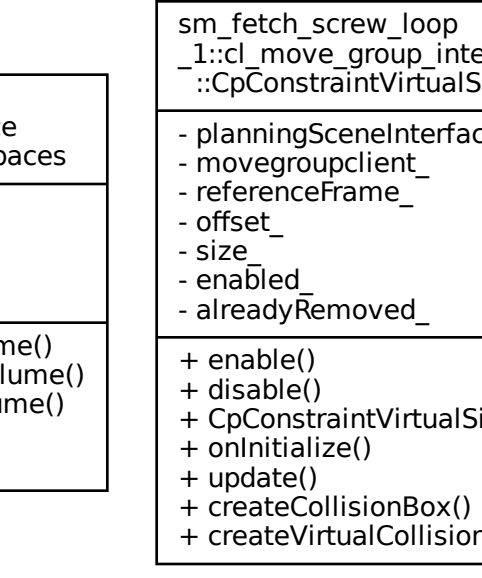 e
paces
me()
lume()
ume()
sm_fetch_screw_loop
_1::cl_move_group_inte
::CpConstraintVirtualS
- planningSceneInterfac
- movegroupclient_
- referenceFrame_
- offset_
- size_
- enabled_
- alreadyRemoved_
+ enable()
+ disable()
+ CpConstraintVirtualSi
+ onInitialize()
+ update()
+ createCollisionBox()
+ createVirtualCollision